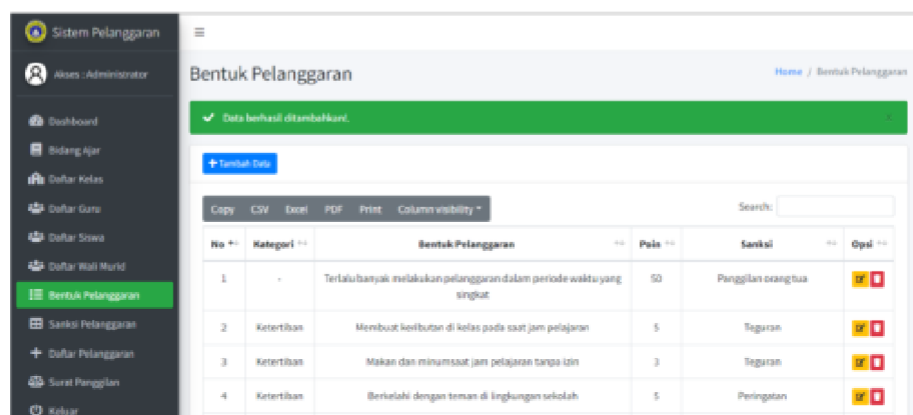 Sistem Pelanggaran
Akses : Administrator
Dashboard
Bidang Ajar
Daftar Kelas
Daftar Guru
Daftar Siswa
Daftar Wali Murid
Bentuk Pelanggaran
Sanksi Pelanggaran
Daftar Pelanggaran
Surat Panggilan
Keluar
Bentuk Pelanggaran
Home / Bentuk Pelanggaran
Data berhasil ditambahkan!.
Tambah Data
Copy CSV Excel PDF Print Column visibility
Search:
No Kategori Bentuk Pelanggaran Poin Sanksi Opsi
1 - Terlalu banyak melakukan pelanggaran dalam periode waktu yang singkat 50 Panggilan orang tua
2 Ketertiban Membuat keributan di kelas pada saat jam pelajaran 5 Teguran
3 Ketertiban Makan dan minumsaat jam pelajaran tanpa izin 3 Teguran
4 Ketertiban Berkelahi dengan teman di lingkungan sekolah 5 Peringatan